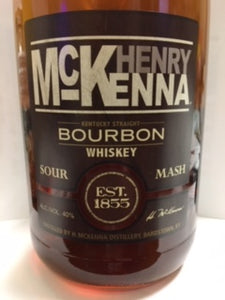 HENRY
McKENNA
KENTUCKY STRAIGHT
BOURBON
WHISKEY
SOUR MASH
EST.
1855
ALC./VOL. 40%
DISTILLED BY H. MCKENNA DISTILLERY, BARDSTOWN, KY